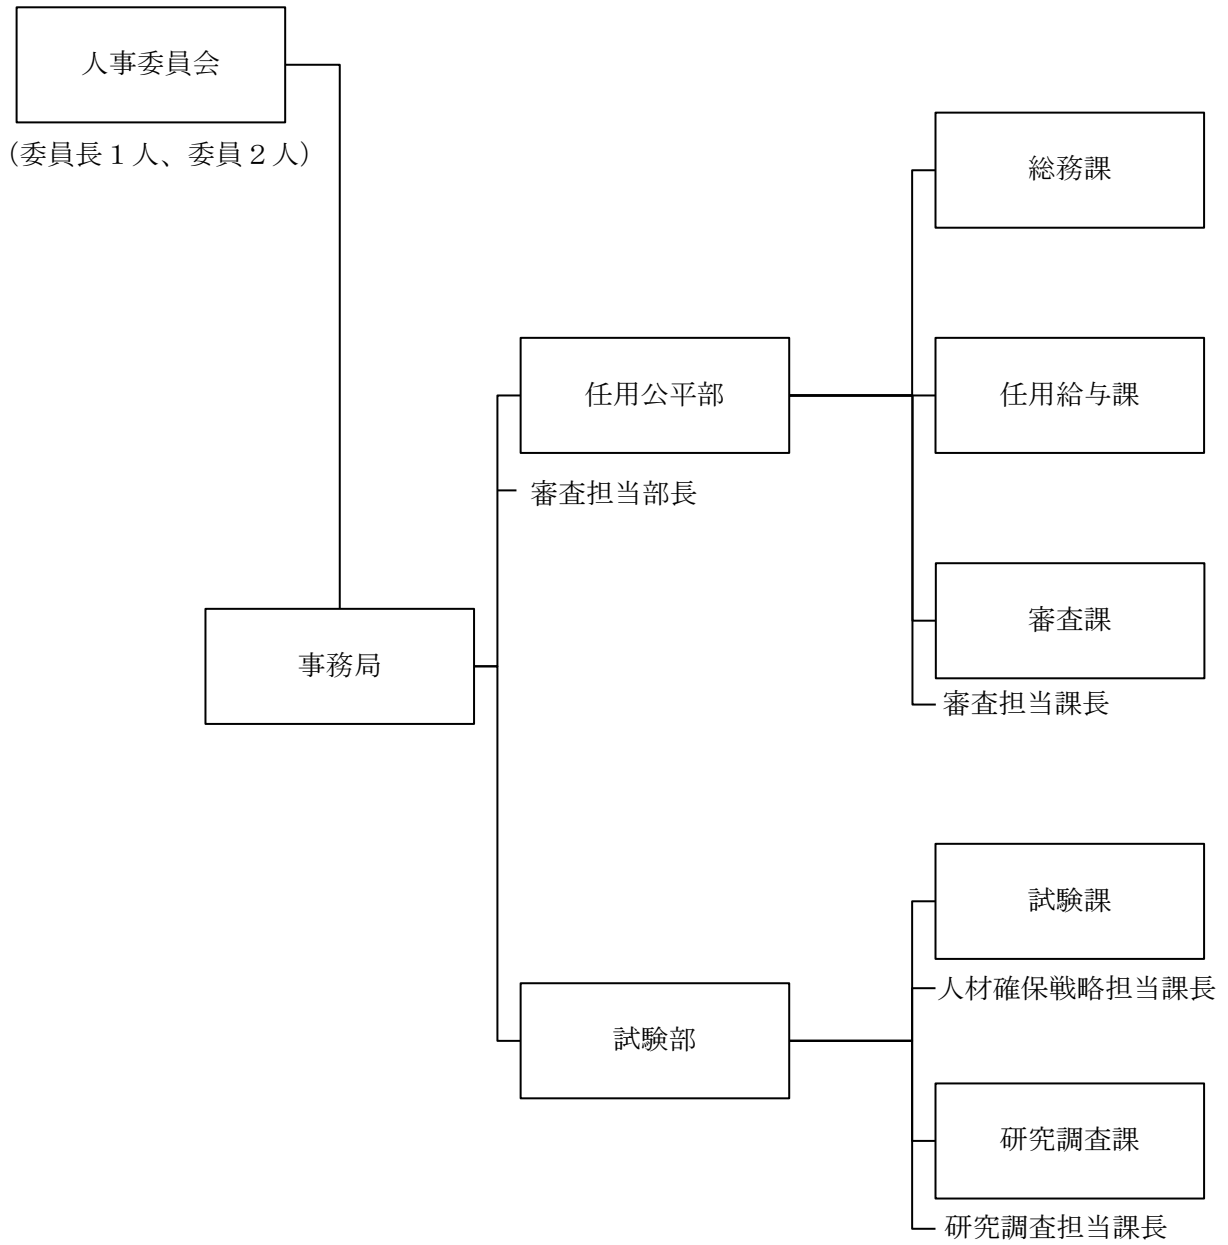 人事委員会
（委員長１人、委員２人）
総務課
任用公平部
任用給与課
審査担当部長
審査課
事務局
審査担当課長
試験課
人材確保戦略担当課長
試験部
研究調査課
研究調査担当課長